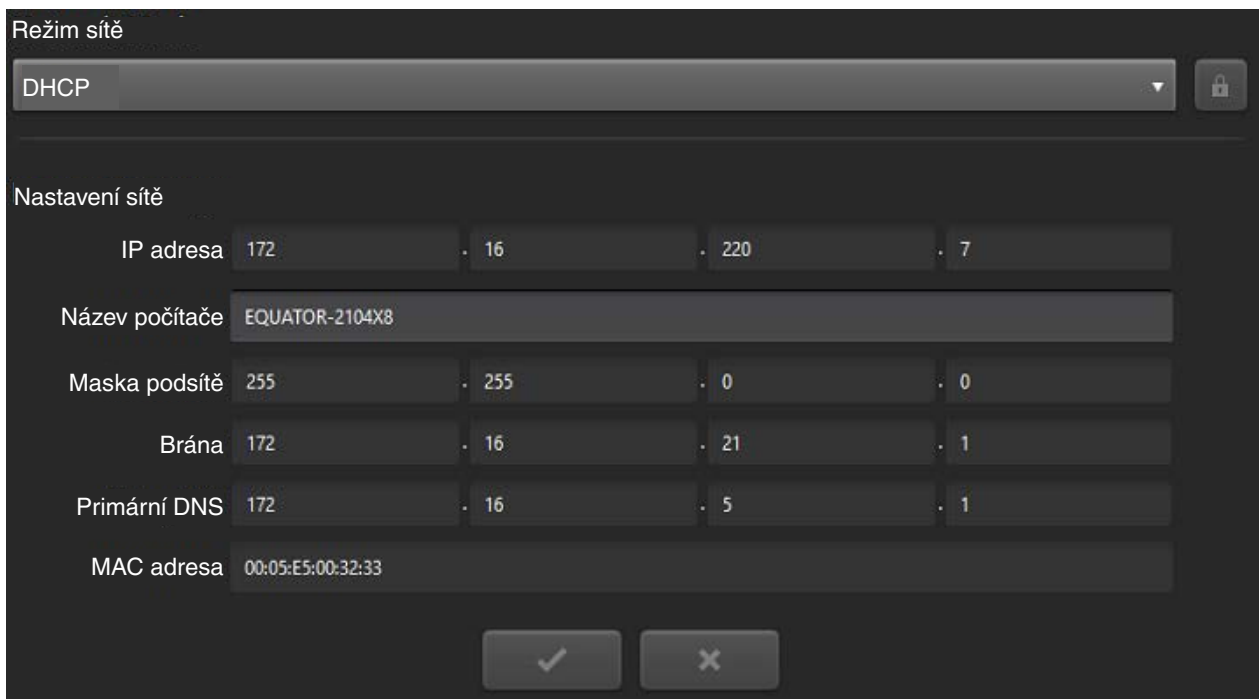 Režim sítě
DHCP
Nastavení sítě
IP adresa 172 . 16 . 220 . 7
Název počítače EQUATOR-2104X8
Maska podsítě 255 . 255 . 0 . 0
Brána 172 . 16 . 21 . 1
Primární DNS 172 . 16 . 5 . 1
MAC adresa 00:05:E5:00:32:33